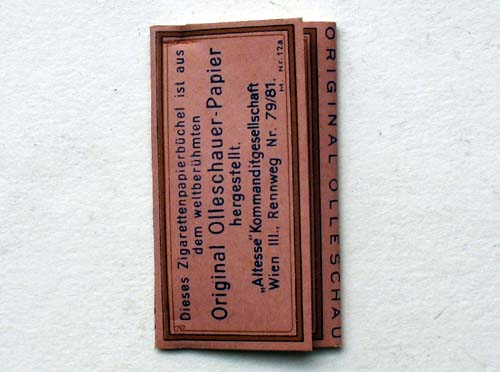 Dieses Zigarettenpapierbüchel ist aus
dem weltberühmten
Original Olleschauer-Papier
hergestellt.
„Altesse" Kommanditgesellschaft
Wien III., Rennweg Nr. 79/81.
M. Nr. 12a
ORIGINAL OLLESCHAU